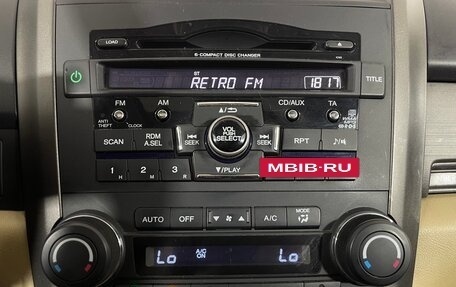 LOAD
6-COMPACT DISC CHANGER
ST
RETRO FM 18:17
TITLE
FM AM CD/AUX TA
ANTI THEFT CLOCK
SCAN RDM A.SEL SEEK VOL PUSH SELECT SEEK RPT
▼/PLAY
1 H 2 M 3 R
MBIB-RU
AUTO OFF A/C MODE
Lo A/C ON Lo